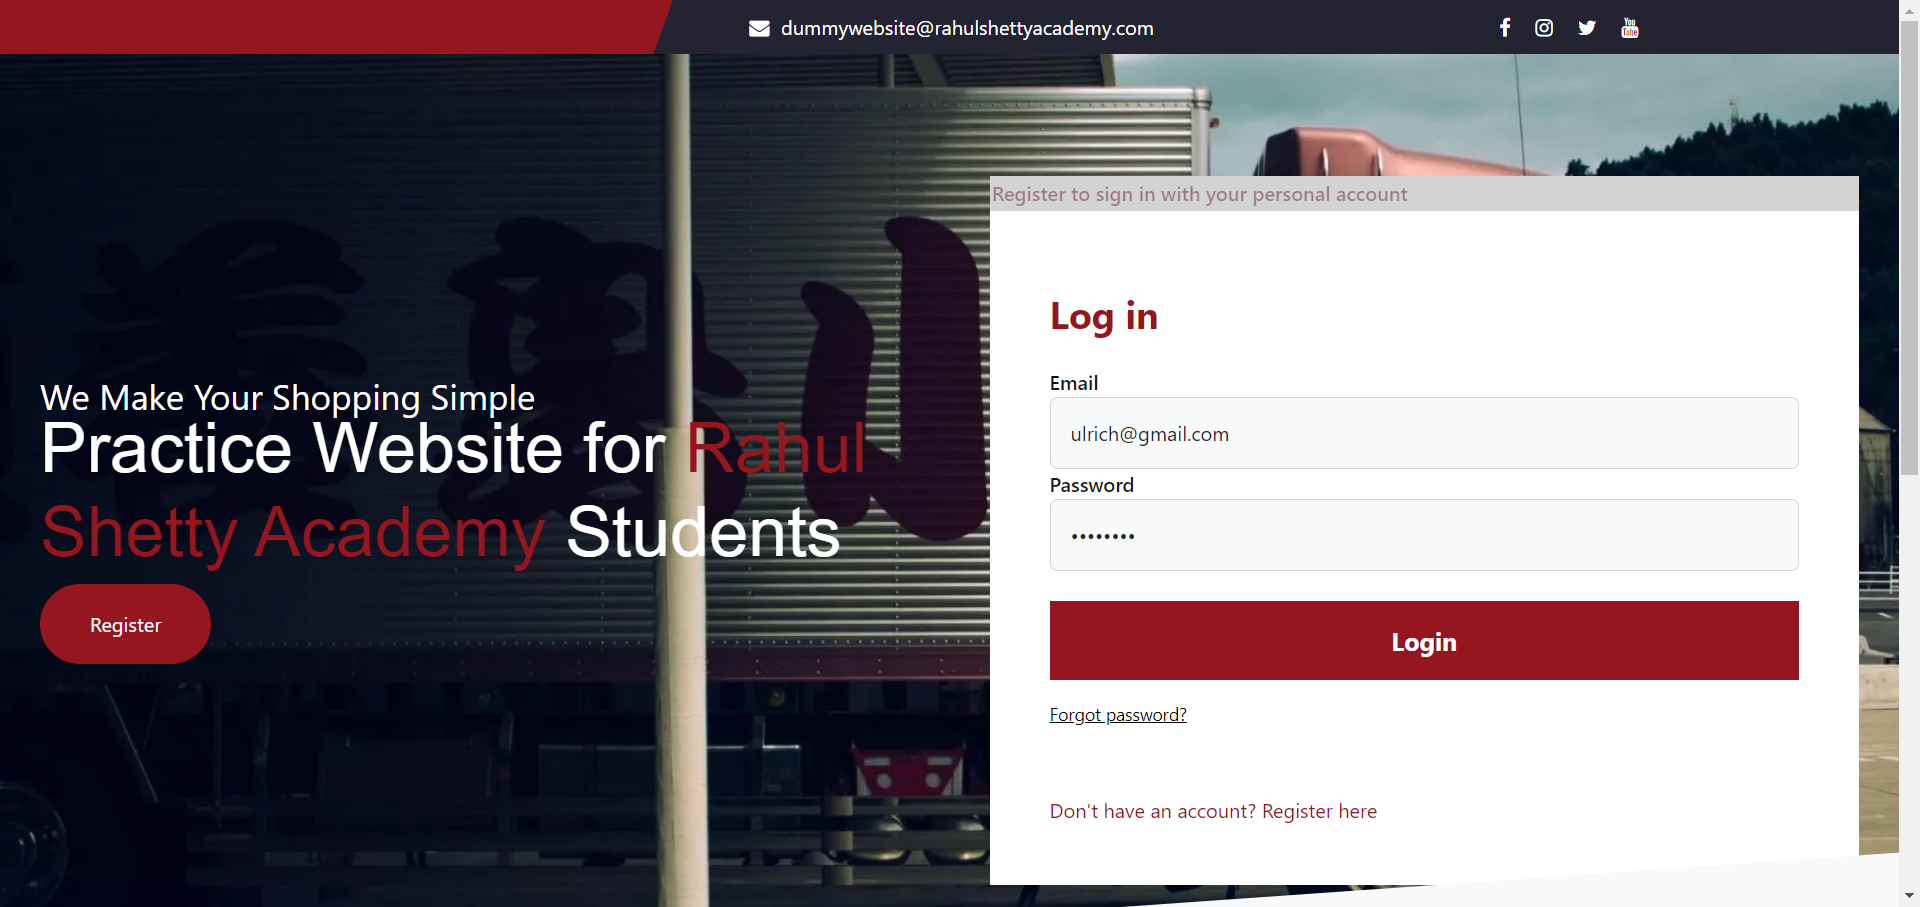 dummywebsite@rahulshettyacademy.com
Register to sign in with your personal account
Log in
Email
ulrich@gmail.com
Password
••••••••
Login
Forgot password?
Don't have an account? Register here
We Make Your Shopping Simple
Practice Website for Rahul
Shetty Academy Students
Register